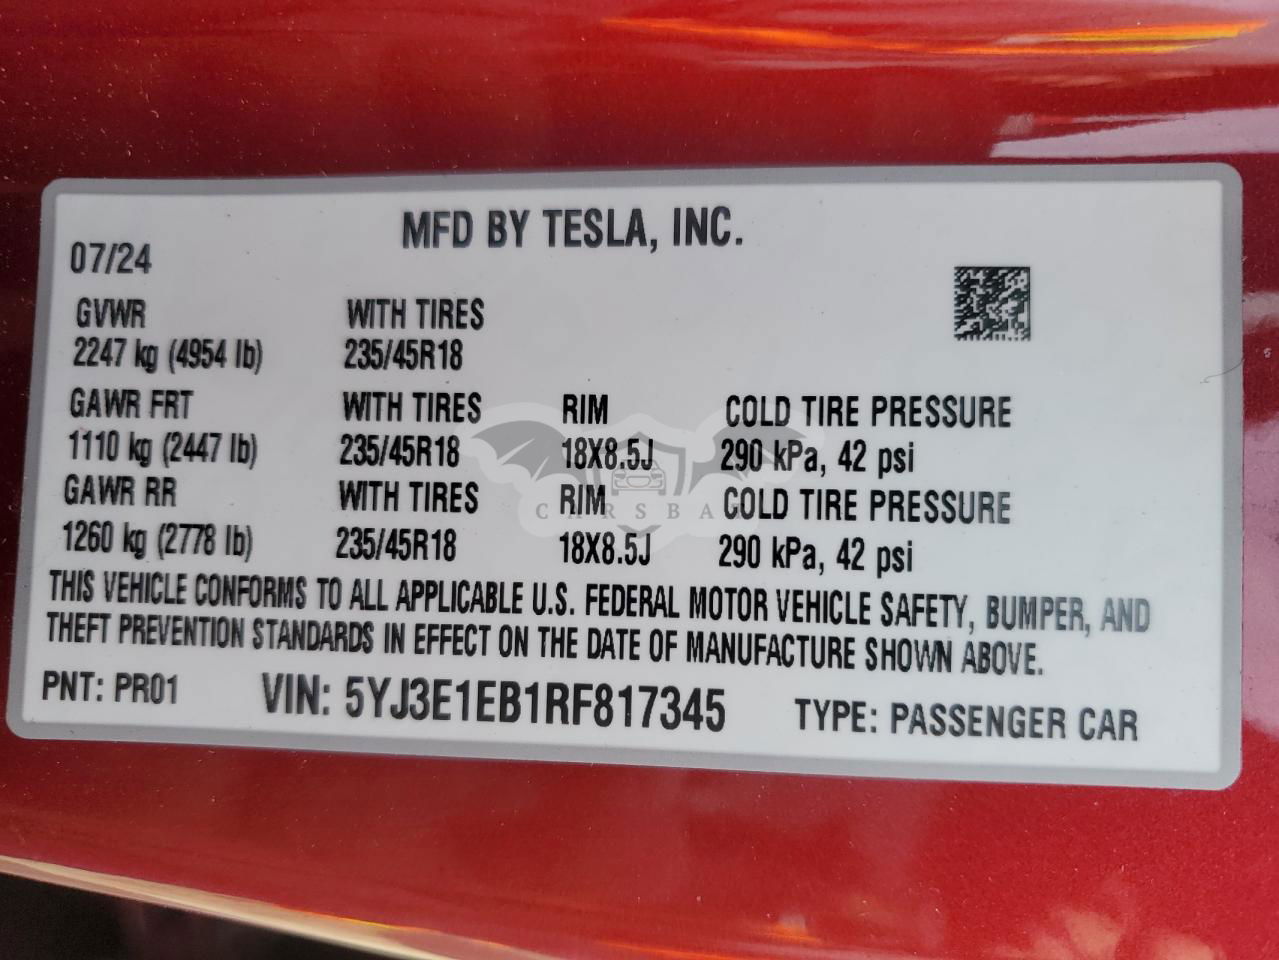 MFD BY TESLA, INC.
07/24
GVWR WITH TIRES
2247 kg (4954 lb) 235/45R18
GAWR FRT WITH TIRES RIM COLD TIRE PRESSURE
1110 kg (2447 lb) 235/45R18 18X8.5J 290 kPa, 42 psi
GAWR RR WITH TIRES RIM COLD TIRE PRESSURE
1260 kg (2778 lb) 235/45R18 18X8.5J 290 kPa, 42 psi
THIS VEHICLE CONFORMS TO ALL APPLICABLE U.S. FEDERAL MOTOR VEHICLE SAFETY, BUMPER, AND
THEFT PREVENTION STANDARDS IN EFFECT ON THE DATE OF MANUFACTURE SHOWN ABOVE.
PNT: PR01 VIN: 5YJ3E1EB1RF817345 TYPE: PASSENGER CAR